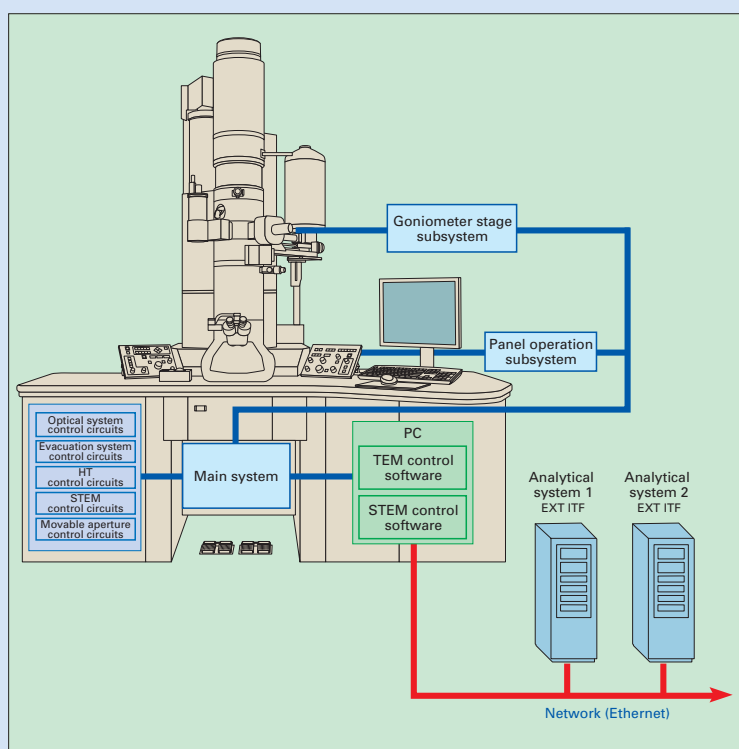 Goniometer stage
subsystem
Panel operation
subsystem
Optical system
control circuits
Evacuation system
control circuits
HT
control circuits
STEM
control circuits
Movable aperture
control circuits
Main system
PC
TEM control
software
STEM control
software
Analytical
system 1
EXT ITF
Analytical
system 2
EXT ITF
Network (Ethernet)